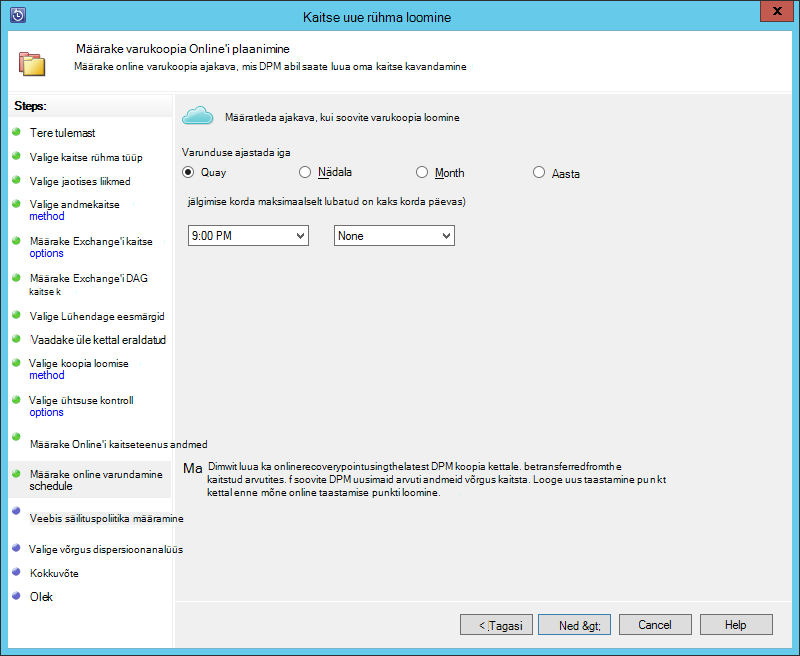 Kaitse uue rühma loomine
x
Määrake varukoopia Online'i plaanimine
Määrake online varukoopia ajakava, mis DPM abil saate luua oma kaitse kavandamine
Steps:
Tere tulemast
Valige kaitse rühma tüüp
Valige jaotises liikmed
Valige andmekaitse
method
Määrake Exchange'i kaitse
options
Määrake Exchange'i DAG
kaitse k
Valige Lühendage eesmärgid
Vaadake üle kettal eraldatud
Valige koopia loomise
method
Valige ühtsuse kontroll
options
Määrake Online'i kaitseteenus andmed
Määrake online varundamine
schedule
Veebis säilituspoliitika määramine
Valige võrgus dispersioonanalüüs
Kokkuvõte
Olek
Määratleda ajakava, kui soovite varukoopia loomine
Varunduse ajastada iga
Quay
Nädala
Month
Aasta
jälgimise korda maksimaalselt lubatud on kaks korda päevas)
9:00 PM
None
Ma Dimwit luua ka onlinerecoverypointusingthelatest DPM koopia kettale. betransferredfromthe
kaitstud arvutites. f soovite DPM uusimaid arvuti andmeid võrgus kaitsta. Looge uus taastamine punkt
kettal enne mõne online taastamise punkti loomine.
< Tagasi
Ned &gt;
Cancel
Help